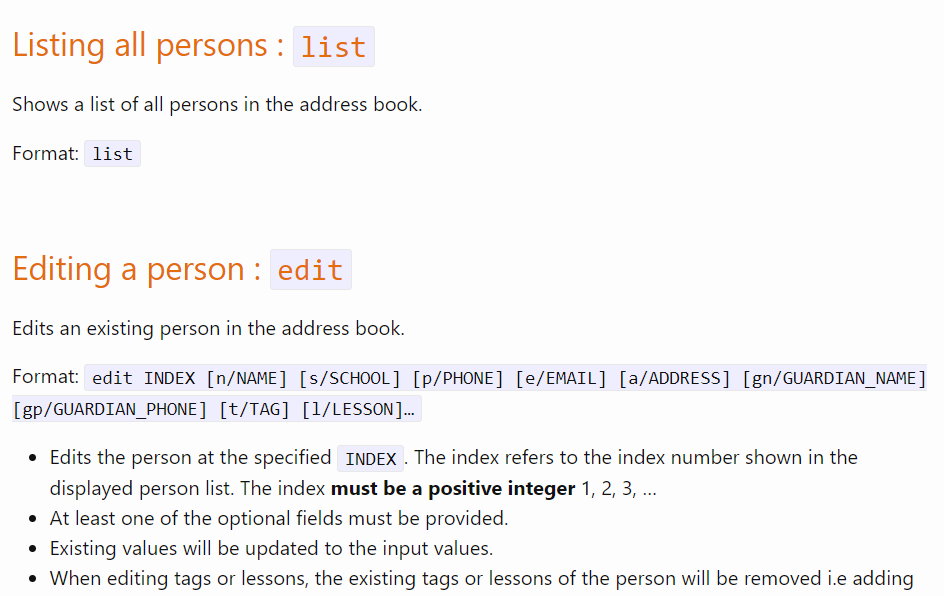 Listing all persons : list
Shows a list of all persons in the address book.
Format: list
Editing a person : edit
Edits an existing person in the address book.
Format: edit INDEX [n/NAME] [s/SCHOOL] [p/PHONE] [e/EMAIL] [a/ADDRESS] [gn/GUARDIAN_NAME]
[gp/GUARDIAN_PHONE] [t/TAG] [l/LESSON]…
• Edits the person at the specified INDEX. The index refers to the index number shown in the
displayed person list. The index must be a positive integer 1, 2, 3, …
• At least one of the optional fields must be provided.
• Existing values will be updated to the input values.
• When editing tags or lessons, the existing tags or lessons of the person will be removed i.e adding